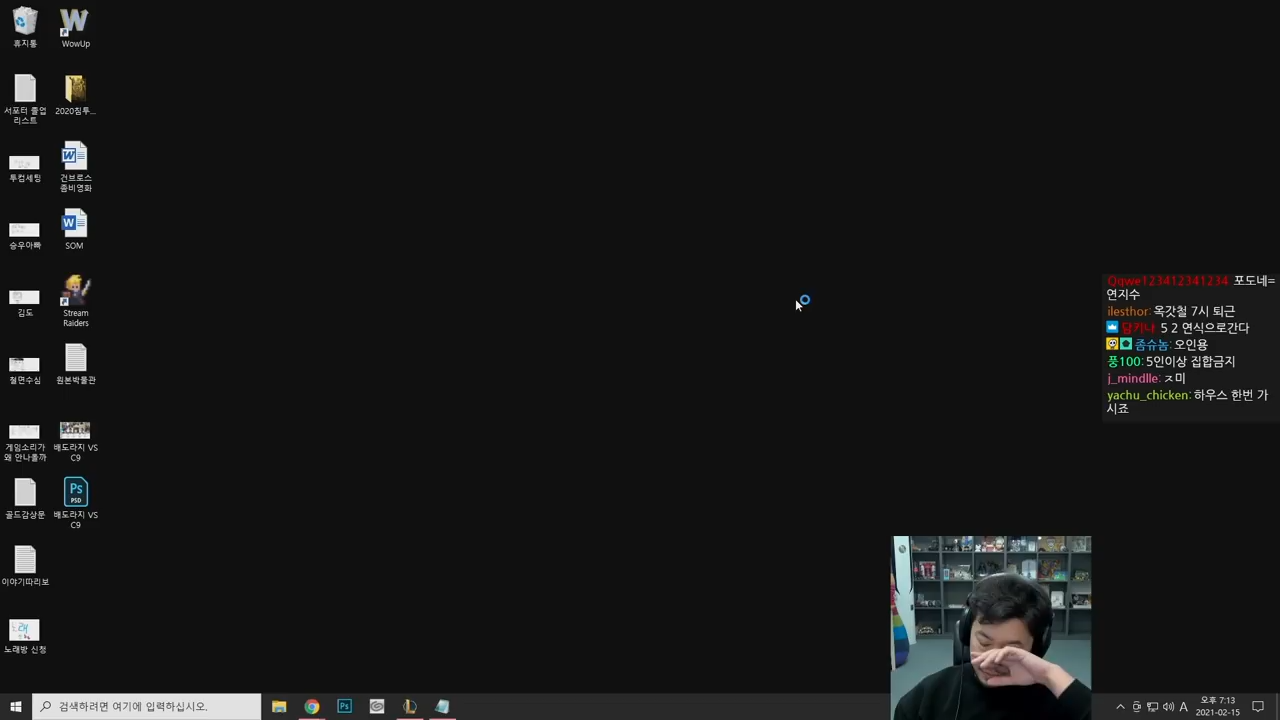 휴지통
WowUp
서포터 졸업
리스트
2020침투...
투컴세팅
건브로스
좀비영화
승우아빠
SOM
김도
Stream
Raiders
철면수심
원본박물관
게임소리가
왜 안나올까
배도라지 VS
C9
골드감상문
Ps
PSD
배도라지 VS
C9
이야기따리보
노래방 신청
Qqwe123412341234 포도네=
연지수
ilesthor: 옥갓철 7시 퇴근
담키나 5 2 연식으로간다
좀슈놈: 오인용
풍100: 5인이상 집합금지
j_mindlle: ㅈ미
yachu_chicken: 하우스 한번 가
시죠
검색하려면 여기에 입력하십시오.
Ps
A
오후 7:13
2021-02-15